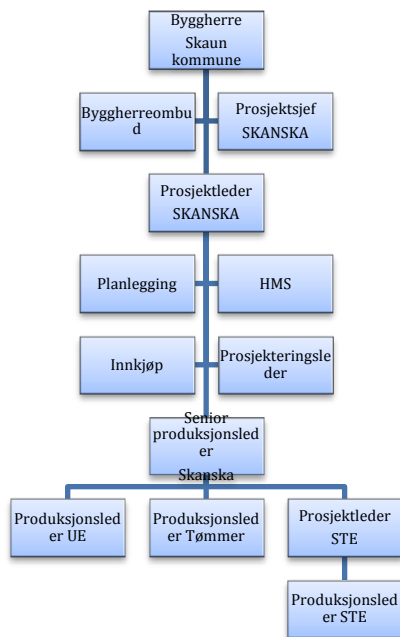 Byggherre
Skaun
kommune
Byggherreombu
d
Prosjektsjef
SKANSKA
Prosjektleder
SKANSKA
Planlegging
HMS
Innkjøp
Prosjekteringsle
der
Senior
produksjonsled
er
Skanska
Produksjonsled
er UE
Produksjonsled
er Tømmer
Prosjektleder
STE
Produksjonsled
er STE